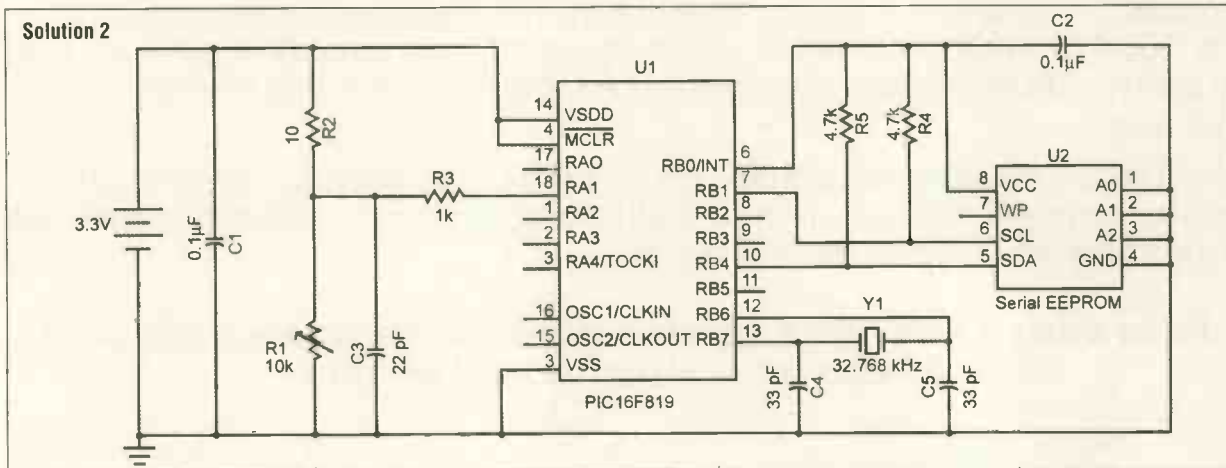 Solution 2
C2
0.1µF
U1
14 VSDD
4 MCLR
17 RA0
18 RA1
1 RA2
2 RA3
3 RA4/TOCKI
16 OSC1/CLKIN
15 OSC2/CLKOUT
3 VSS
RB0/INT 6
RB1 7
RB2 8
RB3 9
RB4 10
RB5 11
RB6 12
RB7 13
PIC16F819
10
R2
R3
1k
3.3V
0.1µF
C1
R1
10k
C3
22 pF
4.7k
R5
4.7k
R4
U2
8 VCC
7 WP
6 SCL
5 SDA
A0 1
A1 2
A2 3
GND 4
Serial EEPROM
Y1
32.768 kHz
33 pF
C4
C5
33 pF